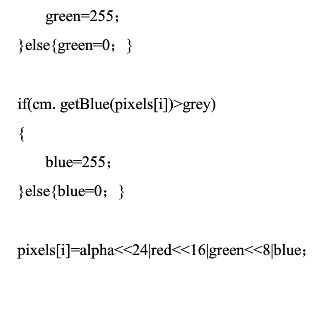 green=255；
}else{green=0；}
if(cm. getBlue(pixels[i])>grey)
{
blue=255；
}else{blue=0；}
pixels[i]=alpha<<24|red<<16|green<<8|blue；